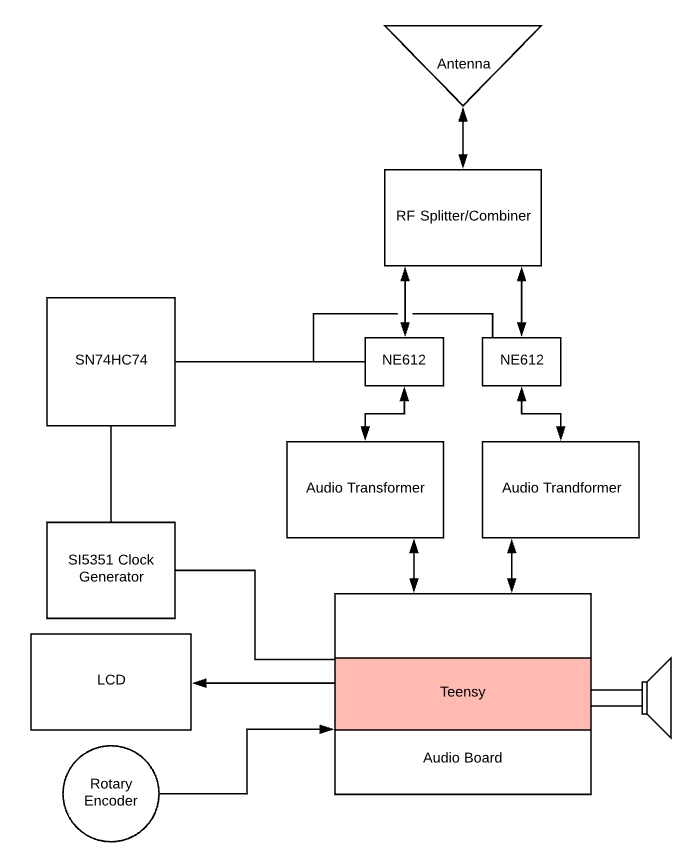 Antenna
RF Splitter/Combiner
SN74HC74
NE612
NE612
Audio Transformer
Audio Trandformer
SI5351 Clock
Generator
LCD
Teensy
Audio Board
Rotary
Encoder